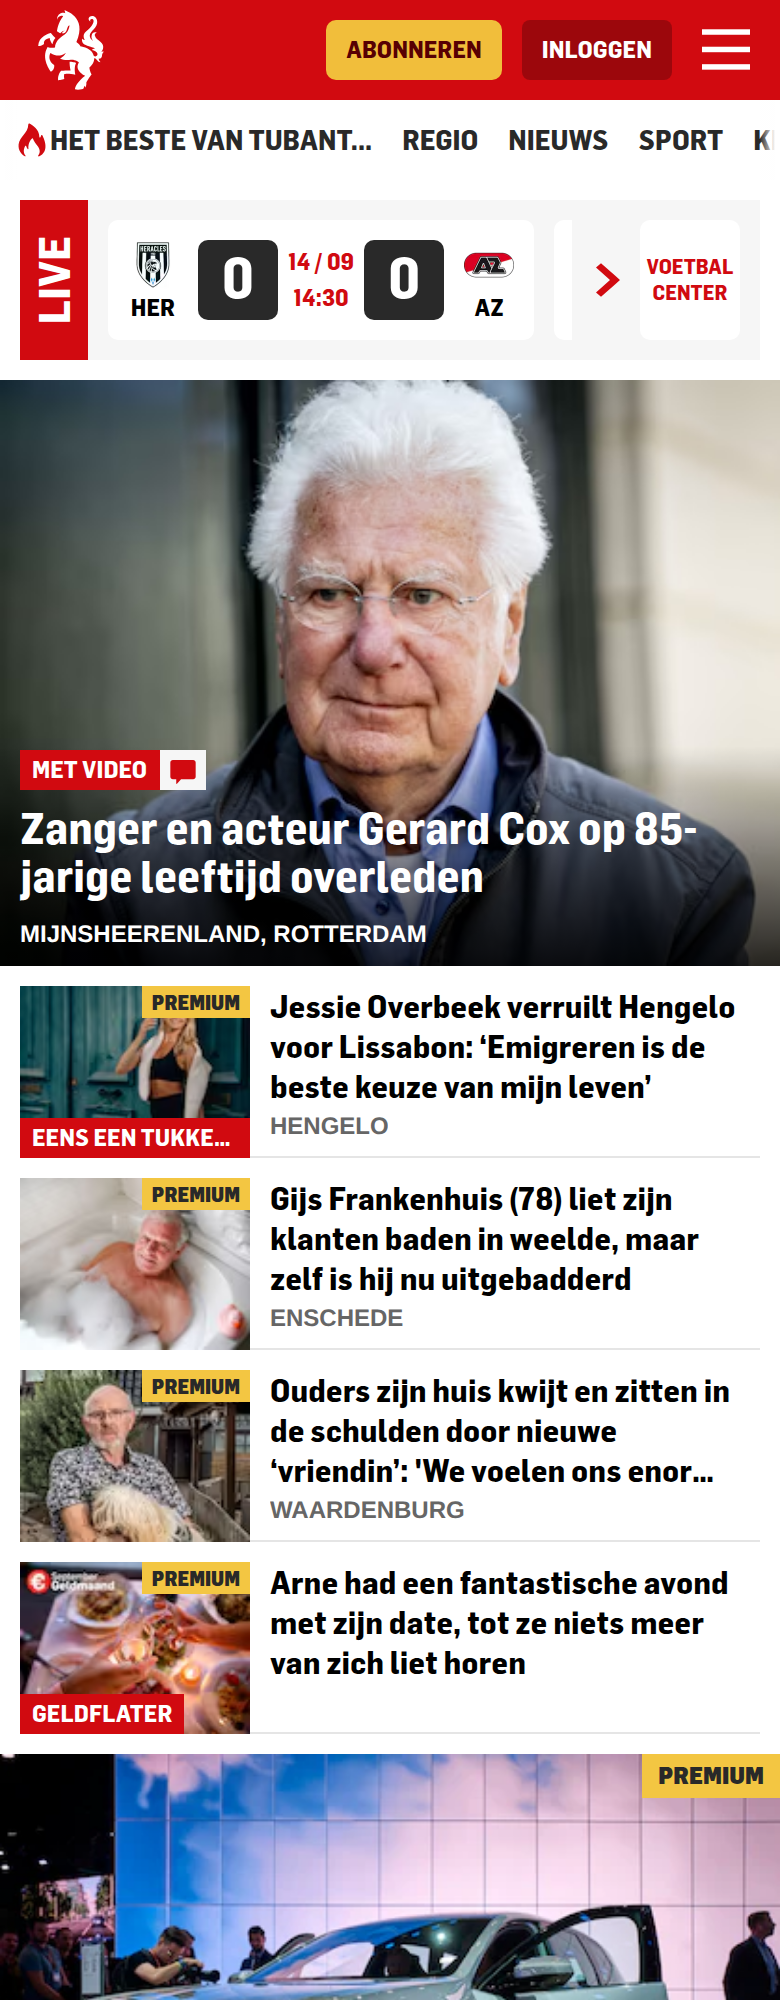 ABONNEREN
INLOGGEN
HET BESTE VAN TUBANT...
REGIO
NIEUWS
SPORT
LIVE
HERACLES
HER
0
14 / 09
14:30
0
AZ
AZ
VOETBAL
CENTER
MET VIDEO
Zanger en acteur Gerard Cox op 85-
jarige leeftijd overleden
MIJNSHEERENLAND, ROTTERDAM
PREMIUM
EENS EEN TUKKE...
Jessie Overbeek verruilt Hengelo
voor Lissabon: ‘Emigreren is de
beste keuze van mijn leven’
HENGELO
PREMIUM
Gijs Frankenhuis (78) liet zijn
klanten baden in weelde, maar
zelf is hij nu uitgebadderd
ENSCHEDE
PREMIUM
Ouders zijn huis kwijt en zitten in
de schulden door nieuwe
‘vriendin’: 'We voelen ons enor...
WAARDENBURG
September
Geldmaand
PREMIUM
GELDFLATER
Arne had een fantastische avond
met zijn date, tot ze niets meer
van zich liet horen
PREMIUM